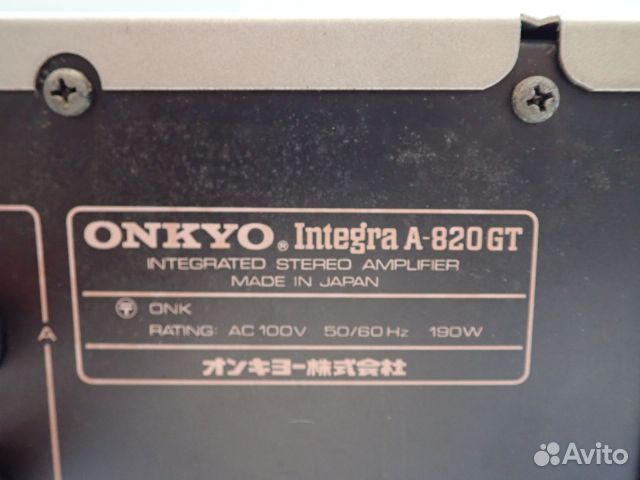 ONKYO® Integra A-820GT
INTEGRATED STEREO AMPLIFIER
MADE IN JAPAN
〶 ONK
RATING: AC 100V 50/60Hz 190W
オンキヨー株式会社
A
Avito